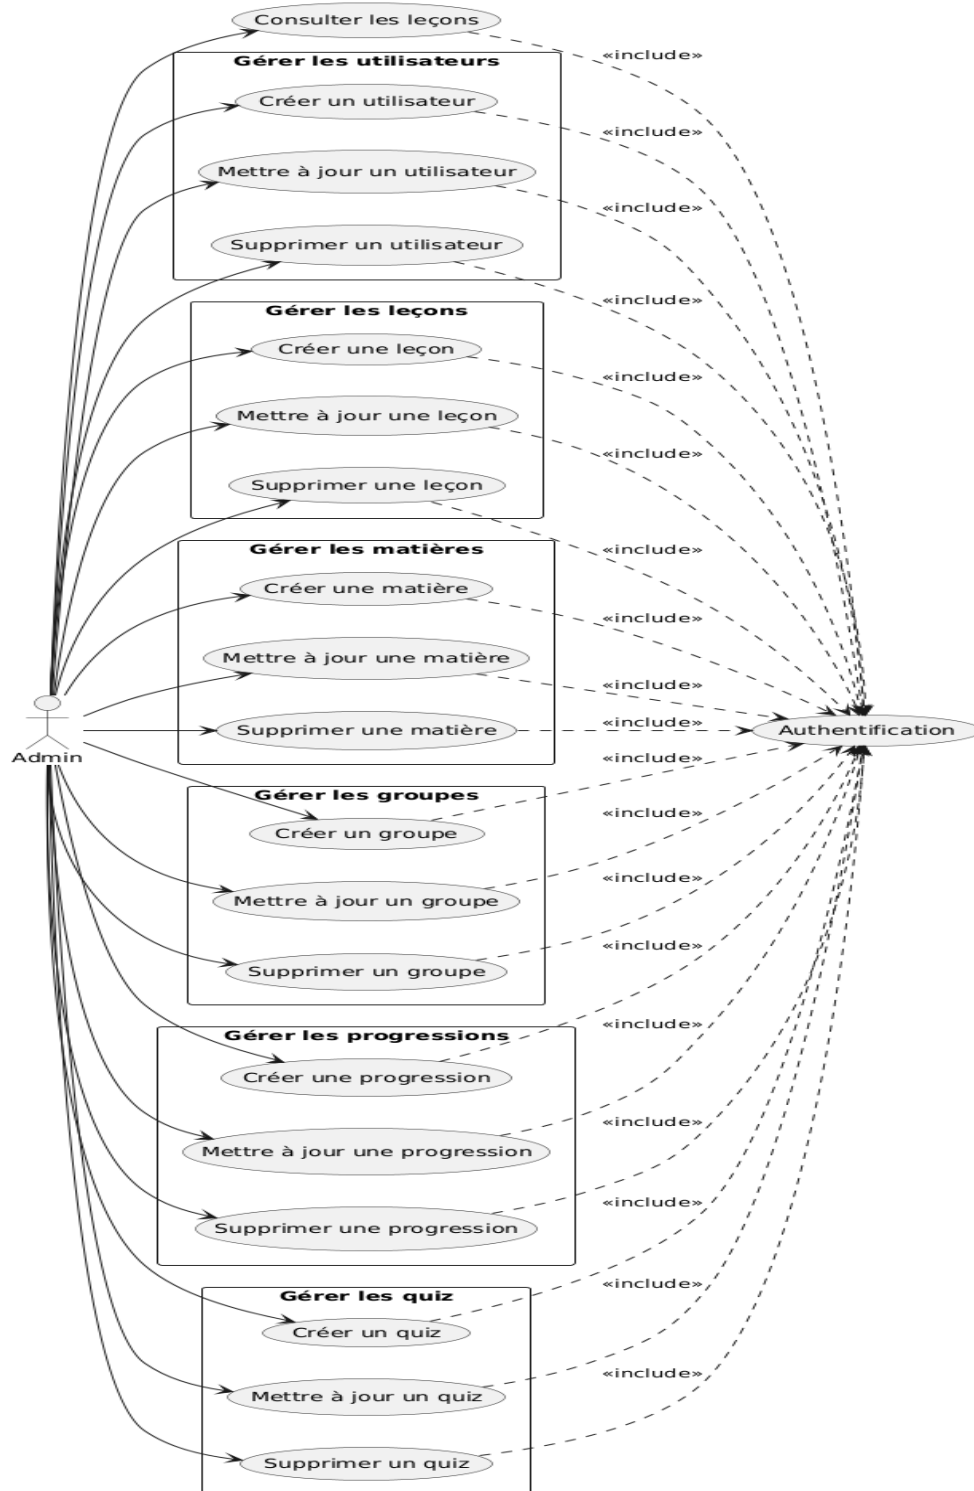 Consulter les leçons
«include»
Gérer les utilisateurs
Créer un utilisateur
«include»
Mettre à jour un utilisateur
«include»
Supprimer un utilisateur
«include»
Gérer les leçons
Créer une leçon
«include»
Mettre à jour une leçon
«include»
Supprimer une leçon
«include»
Gérer les matières
Créer une matière
«include»
Mettre à jour une matière
«include»
Supprimer une matière
«include»
Authentification
Admin
«include»
Gérer les groupes
Créer un groupe
«include»
Mettre à jour un groupe
«include»
Supprimer un groupe
«include»
Gérer les progressions
Créer une progression
«include»
Mettre à jour une progression
«include»
Supprimer une progression
«include»
Gérer les quiz
Créer un quiz
«include»
Mettre à jour un quiz
«include»
Supprimer un quiz